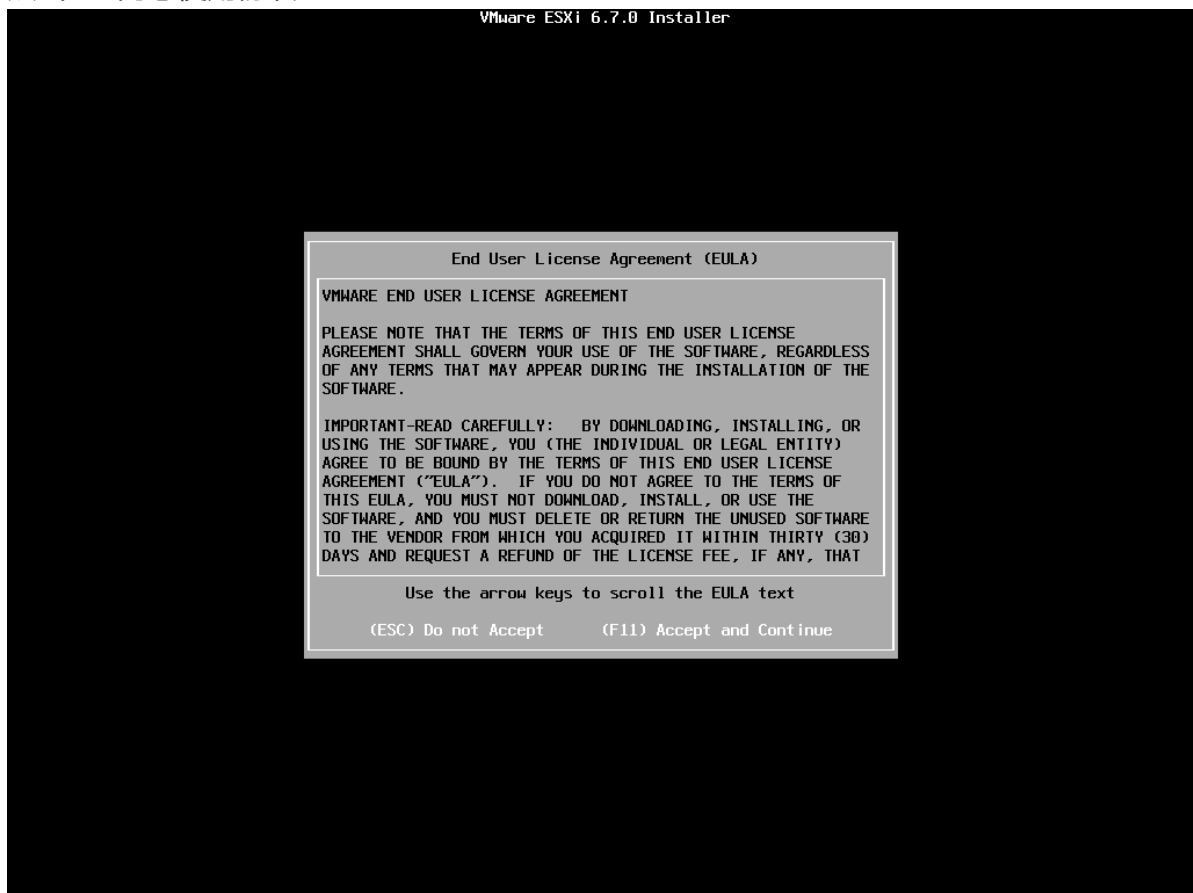 VMware ESXi 6.7.0 Installer
End User License Agreement (EULA)
VMWARE END USER LICENSE AGREEMENT
PLEASE NOTE THAT THE TERMS OF THIS END USER LICENSE
AGREEMENT SHALL GOVERN YOUR USE OF THE SOFTWARE, REGARDLESS
OF ANY TERMS THAT MAY APPEAR DURING THE INSTALLATION OF THE
SOFTWARE.
IMPORTANT-READ CAREFULLY:   BY DOWNLOADING, INSTALLING, OR
USING THE SOFTWARE, YOU (THE INDIVIDUAL OR LEGAL ENTITY)
AGREE TO BE BOUND BY THE TERMS OF THIS END USER LICENSE
AGREEMENT ("EULA").  IF YOU DO NOT AGREE TO THE TERMS OF
THIS EULA, YOU MUST NOT DOWNLOAD, INSTALL, OR USE THE
SOFTWARE, AND YOU MUST DELETE OR RETURN THE UNUSED SOFTWARE
TO THE VENDOR FROM WHICH YOU ACQUIRED IT WITHIN THIRTY (30)
DAYS AND REQUEST A REFUND OF THE LICENSE FEE, IF ANY, THAT
Use the arrow keys to scroll the EULA text
(ESC) Do not Accept      (F11) Accept and Continue